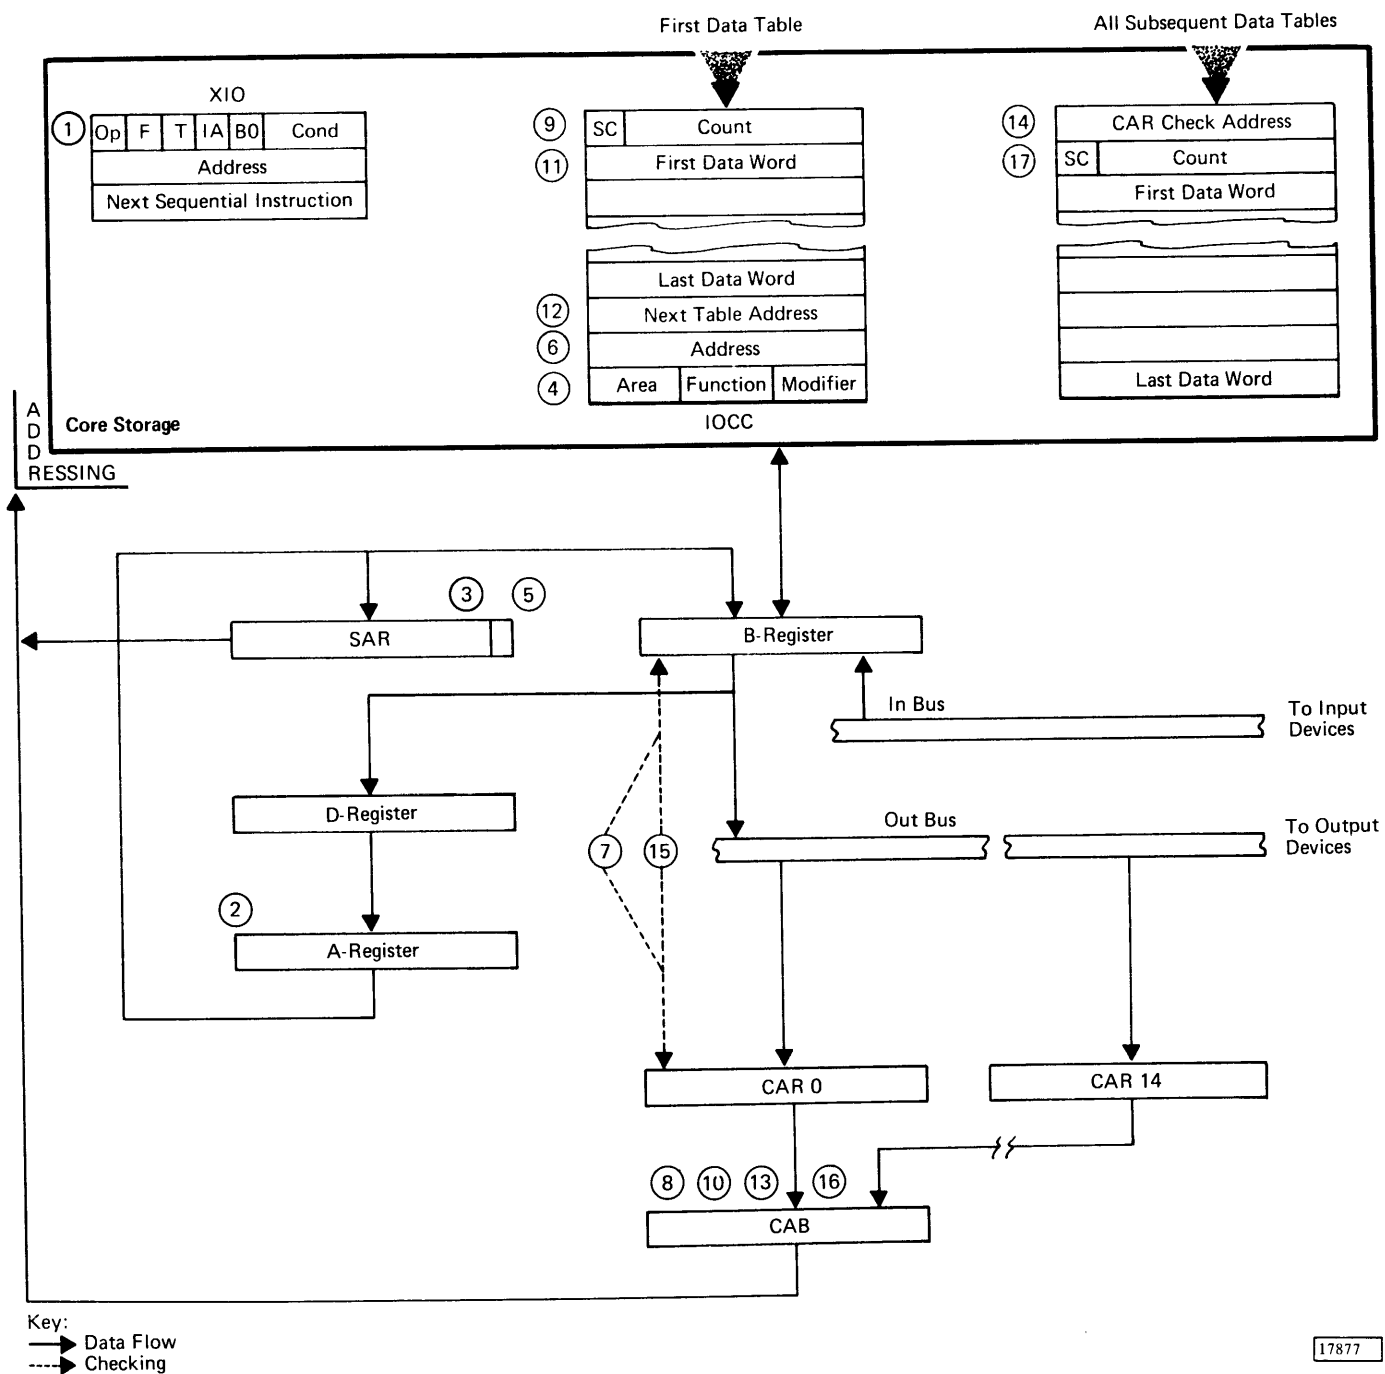 First Data Table
All Subsequent Data Tables
XIO
1
Op F T IA B0 Cond
Address
Next Sequential Instruction
9
SC Count
11
First Data Word
Last Data Word
12
Next Table Address
6
Address
4
Area Function Modifier
IOCC
14
CAR Check Address
17
SC Count
First Data Word
Last Data Word
Core Storage
ADD
RESSING
3
5
SAR
B-Register
In Bus
To Input
Devices
D-Register
Out Bus
To Output
Devices
7
15
2
A-Register
CAR 0
CAR 14
8
10
13
16
CAB
Key:
Data Flow
Checking
17877